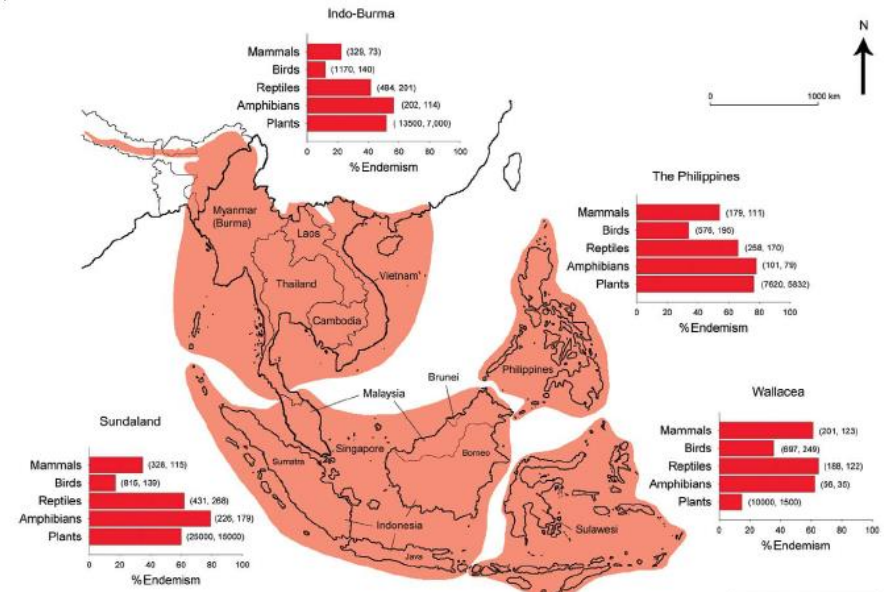 Indo-Burma
Mammals (329, 73)
Birds (1170, 140)
Reptiles (484, 201)
Amphibians (202, 114)
Plants ( 13500, 7,000)
0 20 40 60 80 100
% Endemism
N
0 1000 km
The Philippines
Mammals (179, 111)
Birds (576, 195)
Reptiles (258, 170)
Amphibians (101, 79)
Plants (7620, 5832)
0 20 40 60 80 100
% Endemism
Myanmar
(Burma)
Laos
Thailand
Vietnam
Cambodia
Philippines
Brunei
Malaysia
Singapore
Borneo
Sumatra
Indonesia
Java
Sulawesi
Sundaland
Mammals (328, 115)
Birds (815, 139)
Reptiles (431, 268)
Amphibians (226, 179)
Plants (25000, 15000)
0 20 40 60 80 100
% Endemism
Wallacea
Mammals (201, 123)
Birds (697, 249)
Reptiles (188, 122)
Amphibians (56, 35)
Plants (10000, 1500)
0 20 40 60 80 100
% Endemism